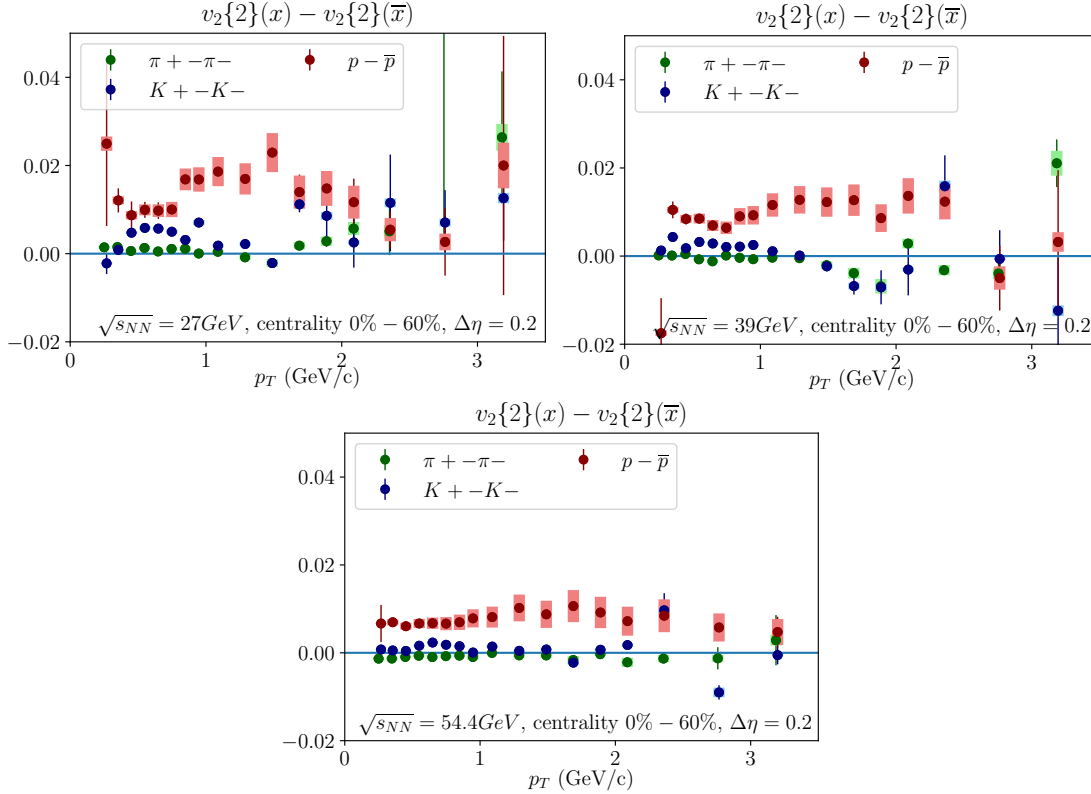 v₂{2}(x) − v₂{2}(x̅)
π+−π−
p − p̅
K+−K−
0.04
0.02
0.00
−0.02
√sNN = 27GeV, centrality 0% − 60%, Δη = 0.2
0 1 2 3
pT (GeV/c)
v₂{2}(x) − v₂{2}(x̅)
π+−π−
p − p̅
K+−K−
0.04
0.02
0.00
−0.02
√sNN = 39GeV, centrality 0% − 60%, Δη = 0.2
0 1 2 3
pT (GeV/c)
v₂{2}(x) − v₂{2}(x̅)
π+−π−
p − p̅
K+−K−
0.04
0.02
0.00
−0.02
√sNN = 54.4GeV, centrality 0% − 60%, Δη = 0.2
0 1 2 3
pT (GeV/c)